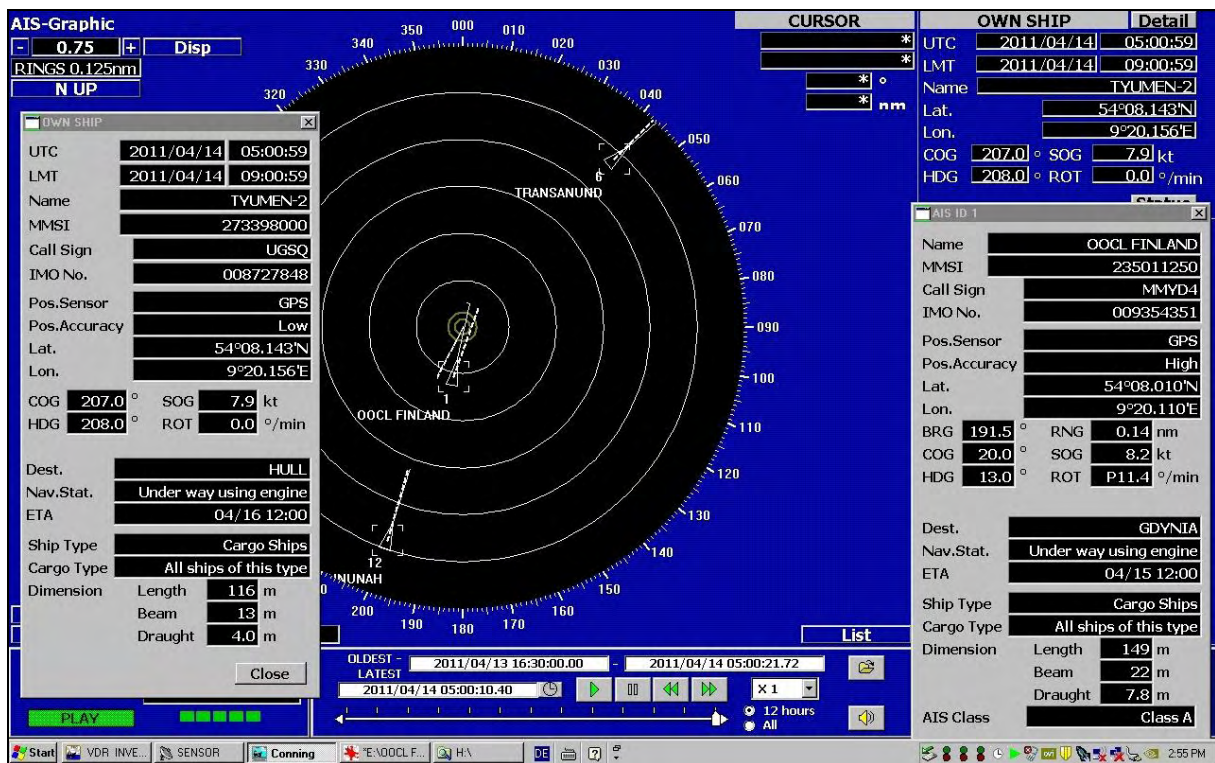 AIS-Graphic
- 0.75 + Disp
RINGS 0.125nm
N UP
350 000 010
340 020
330 030
320 040
050
060
070
080
090
100
110
120
130
140
150
160
170
180
190
200
6
TRANSANUND
1
OOCL FINLAND
12
NUNAH
CURSOR
*
*
* °
* nm
OWN SHIP Detail
UTC 2011/04/14 05:00:59
LMT 2011/04/14 09:00:59
Name TYUMEN-2
Lat. 54°08.143'N
Lon. 9°20.156'E
COG 207.0 ° SOG 7.9 kt
HDG 208.0 ° ROT 0.0 °/min
OWN SHIP
UTC 2011/04/14 05:00:59
LMT 2011/04/14 09:00:59
Name TYUMEN-2
MMSI 273398000
Call Sign UGSQ
IMO No. 008727848
Pos.Sensor GPS
Pos.Accuracy Low
Lat. 54°08.143'N
Lon. 9°20.156'E
COG 207.0 ° SOG 7.9 kt
HDG 208.0 ° ROT 0.0 °/min
Dest. HULL
Nav.Stat. Under way using engine
ETA 04/16 12:00
Ship Type Cargo Ships
Cargo Type All ships of this type
Dimension Length 116 m
Beam 13 m
Draught 4.0 m
Close
AIS ID 1
Name OOCL FINLAND
MMSI 235011250
Call Sign MMYD4
IMO No. 009354351
Pos.Sensor GPS
Pos.Accuracy High
Lat. 54°08.010'N
Lon. 9°20.110'E
BRG 191.5 ° RNG 0.14 nm
COG 20.0 ° SOG 8.2 kt
HDG 13.0 ° ROT P11.4 °/min
Dest. GDYNIA
Nav.Stat. Under way using engine
ETA 04/15 12:00
Ship Type Cargo Ships
Cargo Type All ships of this type
Dimension Length 149 m
Beam 22 m
Draught 7.8 m
AIS Class Class A
List
OLDEST - 2011/04/13 16:30:00.00 - 2011/04/14 05:00:21.72
LATEST
2011/04/14 05:00:10.40 X 1
12 hours
All
PLAY
Start VDR INVE... SENSOR Conning "E:\OOCL F... H:\ DE 2:55 PM